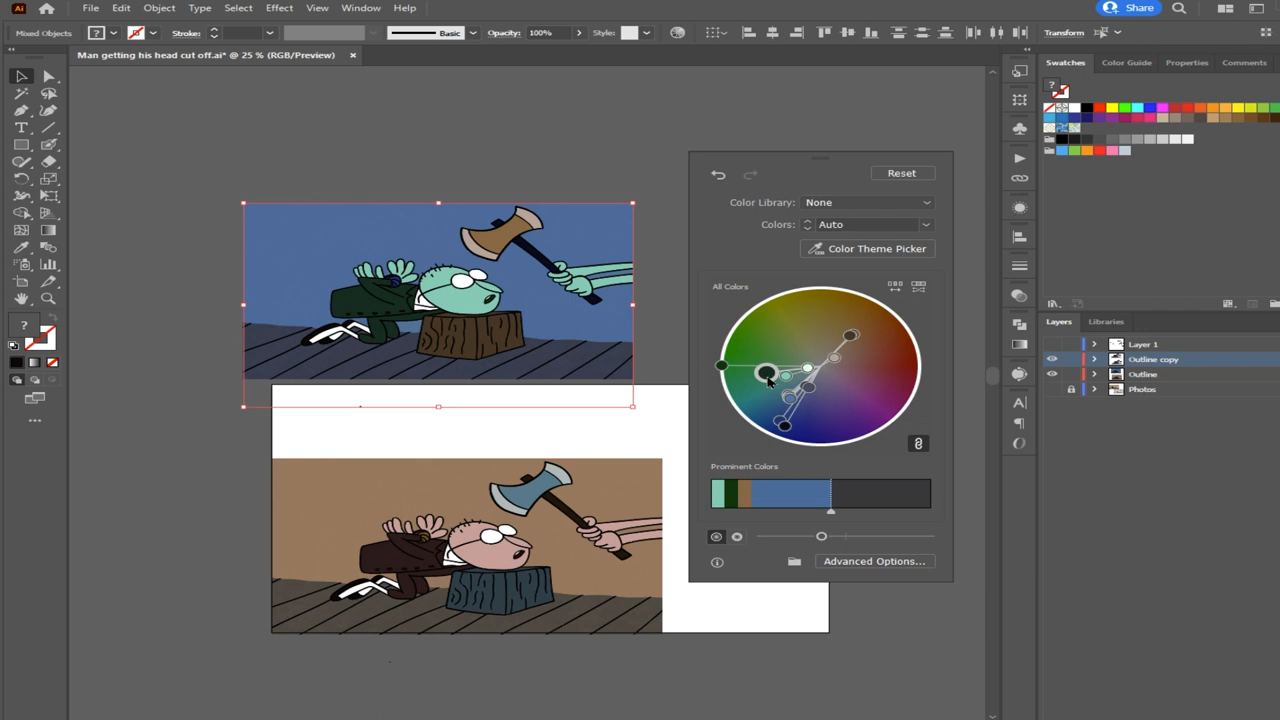 Ai File Edit Object Type Select Effect View Window Help Share
Mixed Objects ? Stroke: Basic Opacity: 100% Style: Transform
Man getting his head cut off.ai* @ 25 % (RGB/Preview)
Swatches Color Guide Properties Comments
?
Reset
Color Library: None
Colors: Auto
Color Theme Picker
All Colors
Prominent Colors
Advanced Options...
?
Layers Libraries
Layer 1
Outline copy
Outline
Photos